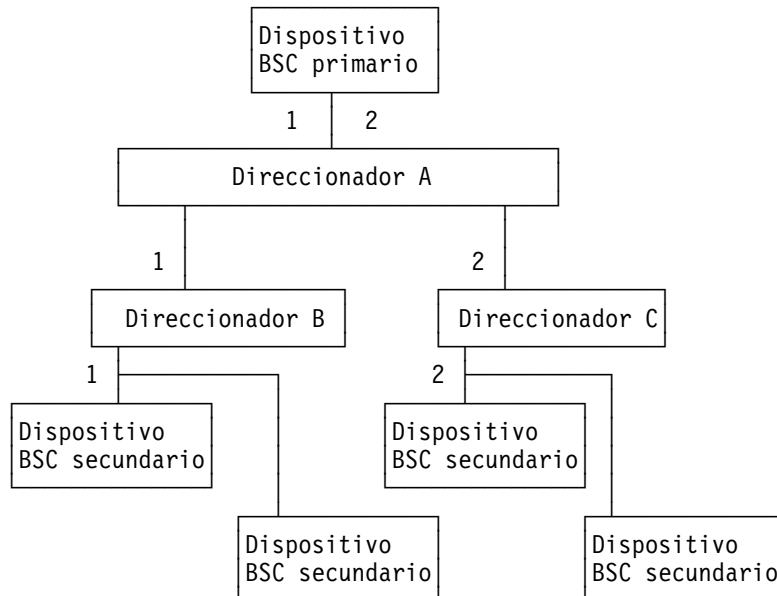 Dispositivo
BSC primario
1 2
Direccionador A
1 2
Direccionador B Direccionador C
1 2
Dispositivo Dispositivo
BSC secundario BSC secundario
Dispositivo Dispositivo
BSC secundario BSC secundario